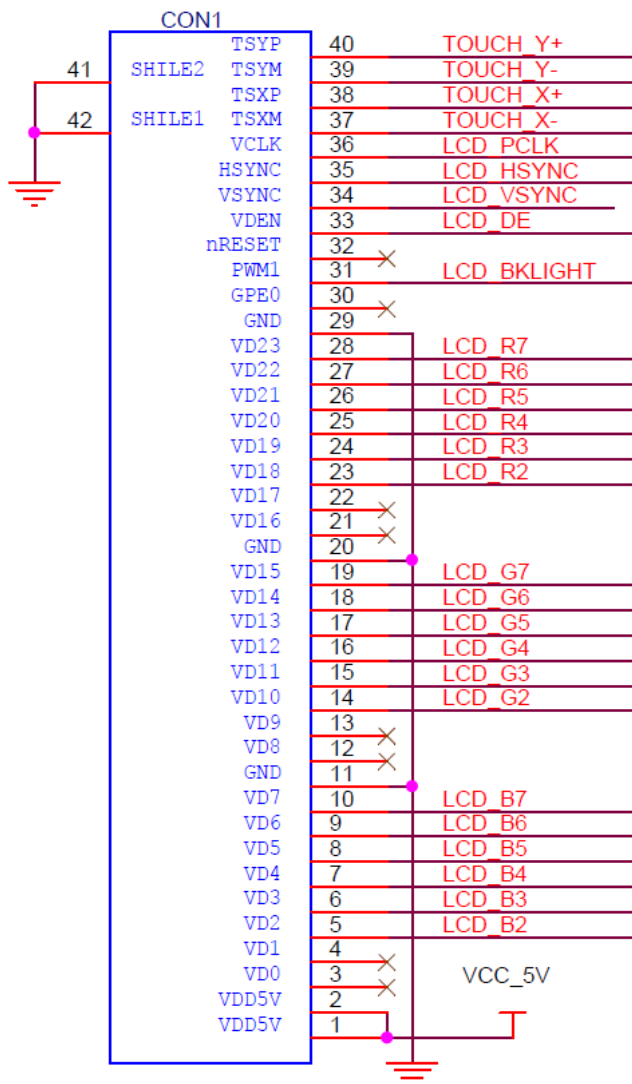 CON1
TSYP 40 TOUCH_Y+
41 SHILE2 TSYM 39 TOUCH_Y-
TSXP 38 TOUCH_X+
42 SHILE1 TSXM 37 TOUCH_X-
VCLK 36 LCD_PCLK
HSYNC 35 LCD_HSYNC
VSYNC 34 LCD_VSYNC
VDEN 33 LCD_DE
nRESET 32
PWM1 31 LCD_BKLIGHT
GPE0 30
GND 29
VD23 28 LCD_R7
VD22 27 LCD_R6
VD21 26 LCD_R5
VD20 25 LCD_R4
VD19 24 LCD_R3
VD18 23 LCD_R2
VD17 22
VD16 21
GND 20
VD15 19 LCD_G7
VD14 18 LCD_G6
VD13 17 LCD_G5
VD12 16 LCD_G4
VD11 15 LCD_G3
VD10 14 LCD_G2
VD9 13
VD8 12
GND 11
VD7 10 LCD_B7
VD6 9 LCD_B6
VD5 8 LCD_B5
VD4 7 LCD_B4
VD3 6 LCD_B3
VD2 5 LCD_B2
VD1 4
VD0 3 VCC_5V
VDD5V 2
VDD5V 1